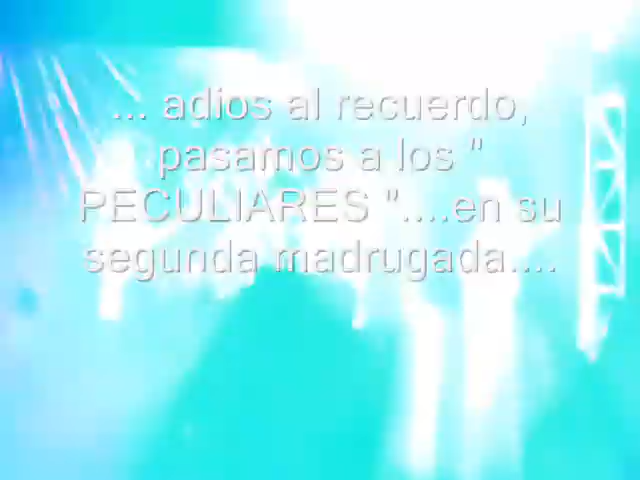 ... adios al recuerdo,
pasamos a los "
PECULIARES "....en su
segunda madrugada....